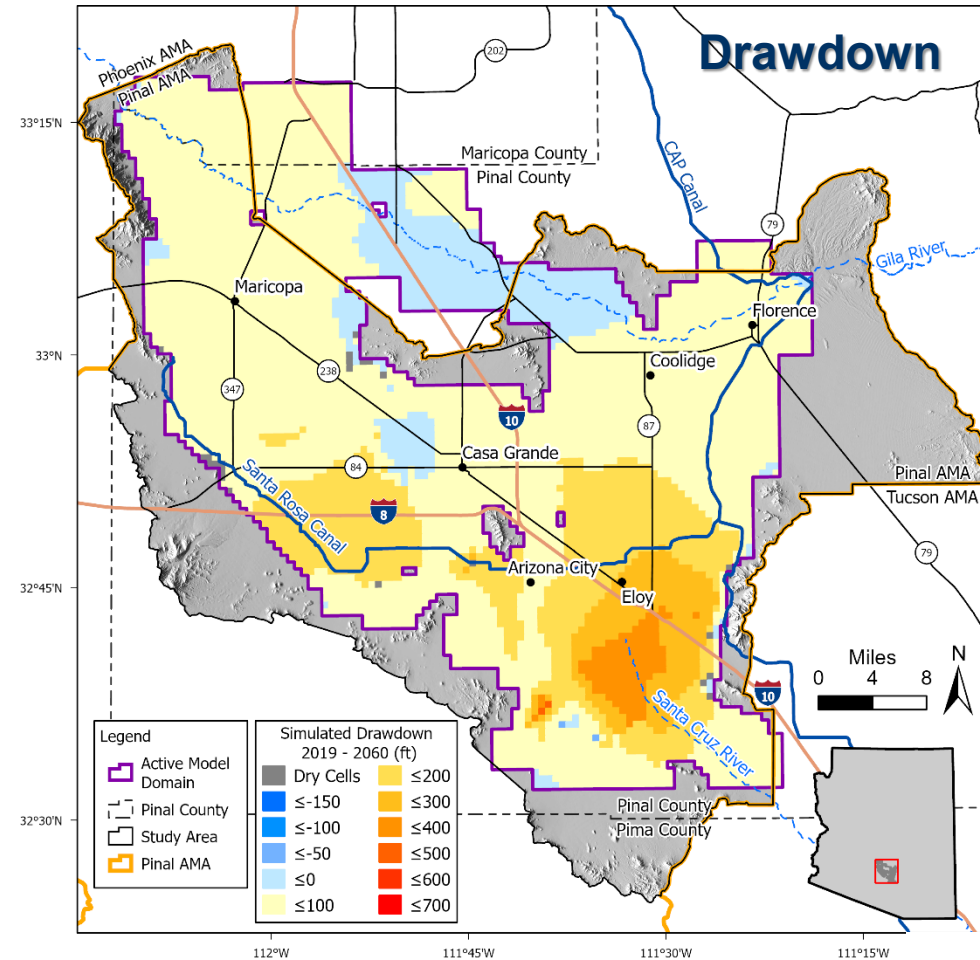 Drawdown
202
Phoenix AMA
Pinal AMA
33°15'N
Maricopa County
Pinal County
CAP Canal
79
Gila River
Maricopa
Florence
33°N
Coolidge
238
347
10
87
Casa Grande
84
Pinal AMA
Tucson AMA
Santa Rosa Canal
8
79
Arizona City
32°45'N
Eloy
Miles
N
0 4 8
10
Santa Cruz River
Legend
Active Model
Domain
Pinal County
Study Area
Pinal AMA
Simulated Drawdown
2019 - 2060 (ft)
Dry Cells
≤-150
≤-100
≤-50
≤0
≤100
≤200
≤300
≤400
≤500
≤600
≤700
Pinal County
Pima County
32°30'N
112°W
111°45'W
111°30'W
111°15'W